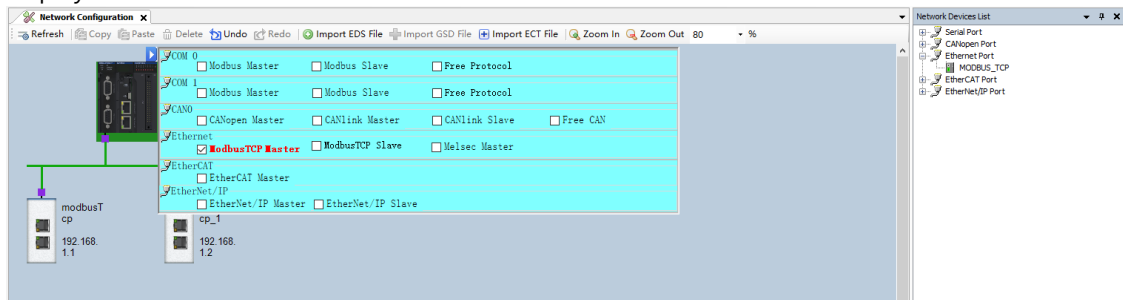 Network Configuration x
Network Devices List
Refresh Copy Paste Delete Undo Redo Import EDS File Import GSD File Import ECT File Zoom In Zoom Out 80 %
COM 0
Modbus Master Modbus Slave Free Protocol
COM 1
Modbus Master Modbus Slave Free Protocol
CAN0
CANopen Master CANlink Master CANlink Slave Free CAN
Ethernet
ModbusTCP Master ModbusTCP Slave Melsec Master
EtherCAT
EtherCAT Master
EtherNet/IP
EtherNet/IP Master EtherNet/IP Slave
modbusT
cp
192.168.
1.1
cp_1
192.168.
1.2
Serial Port
CANopen Port
Ethernet Port
MODBUS_TCP
EtherCAT Port
EtherNet/IP Port